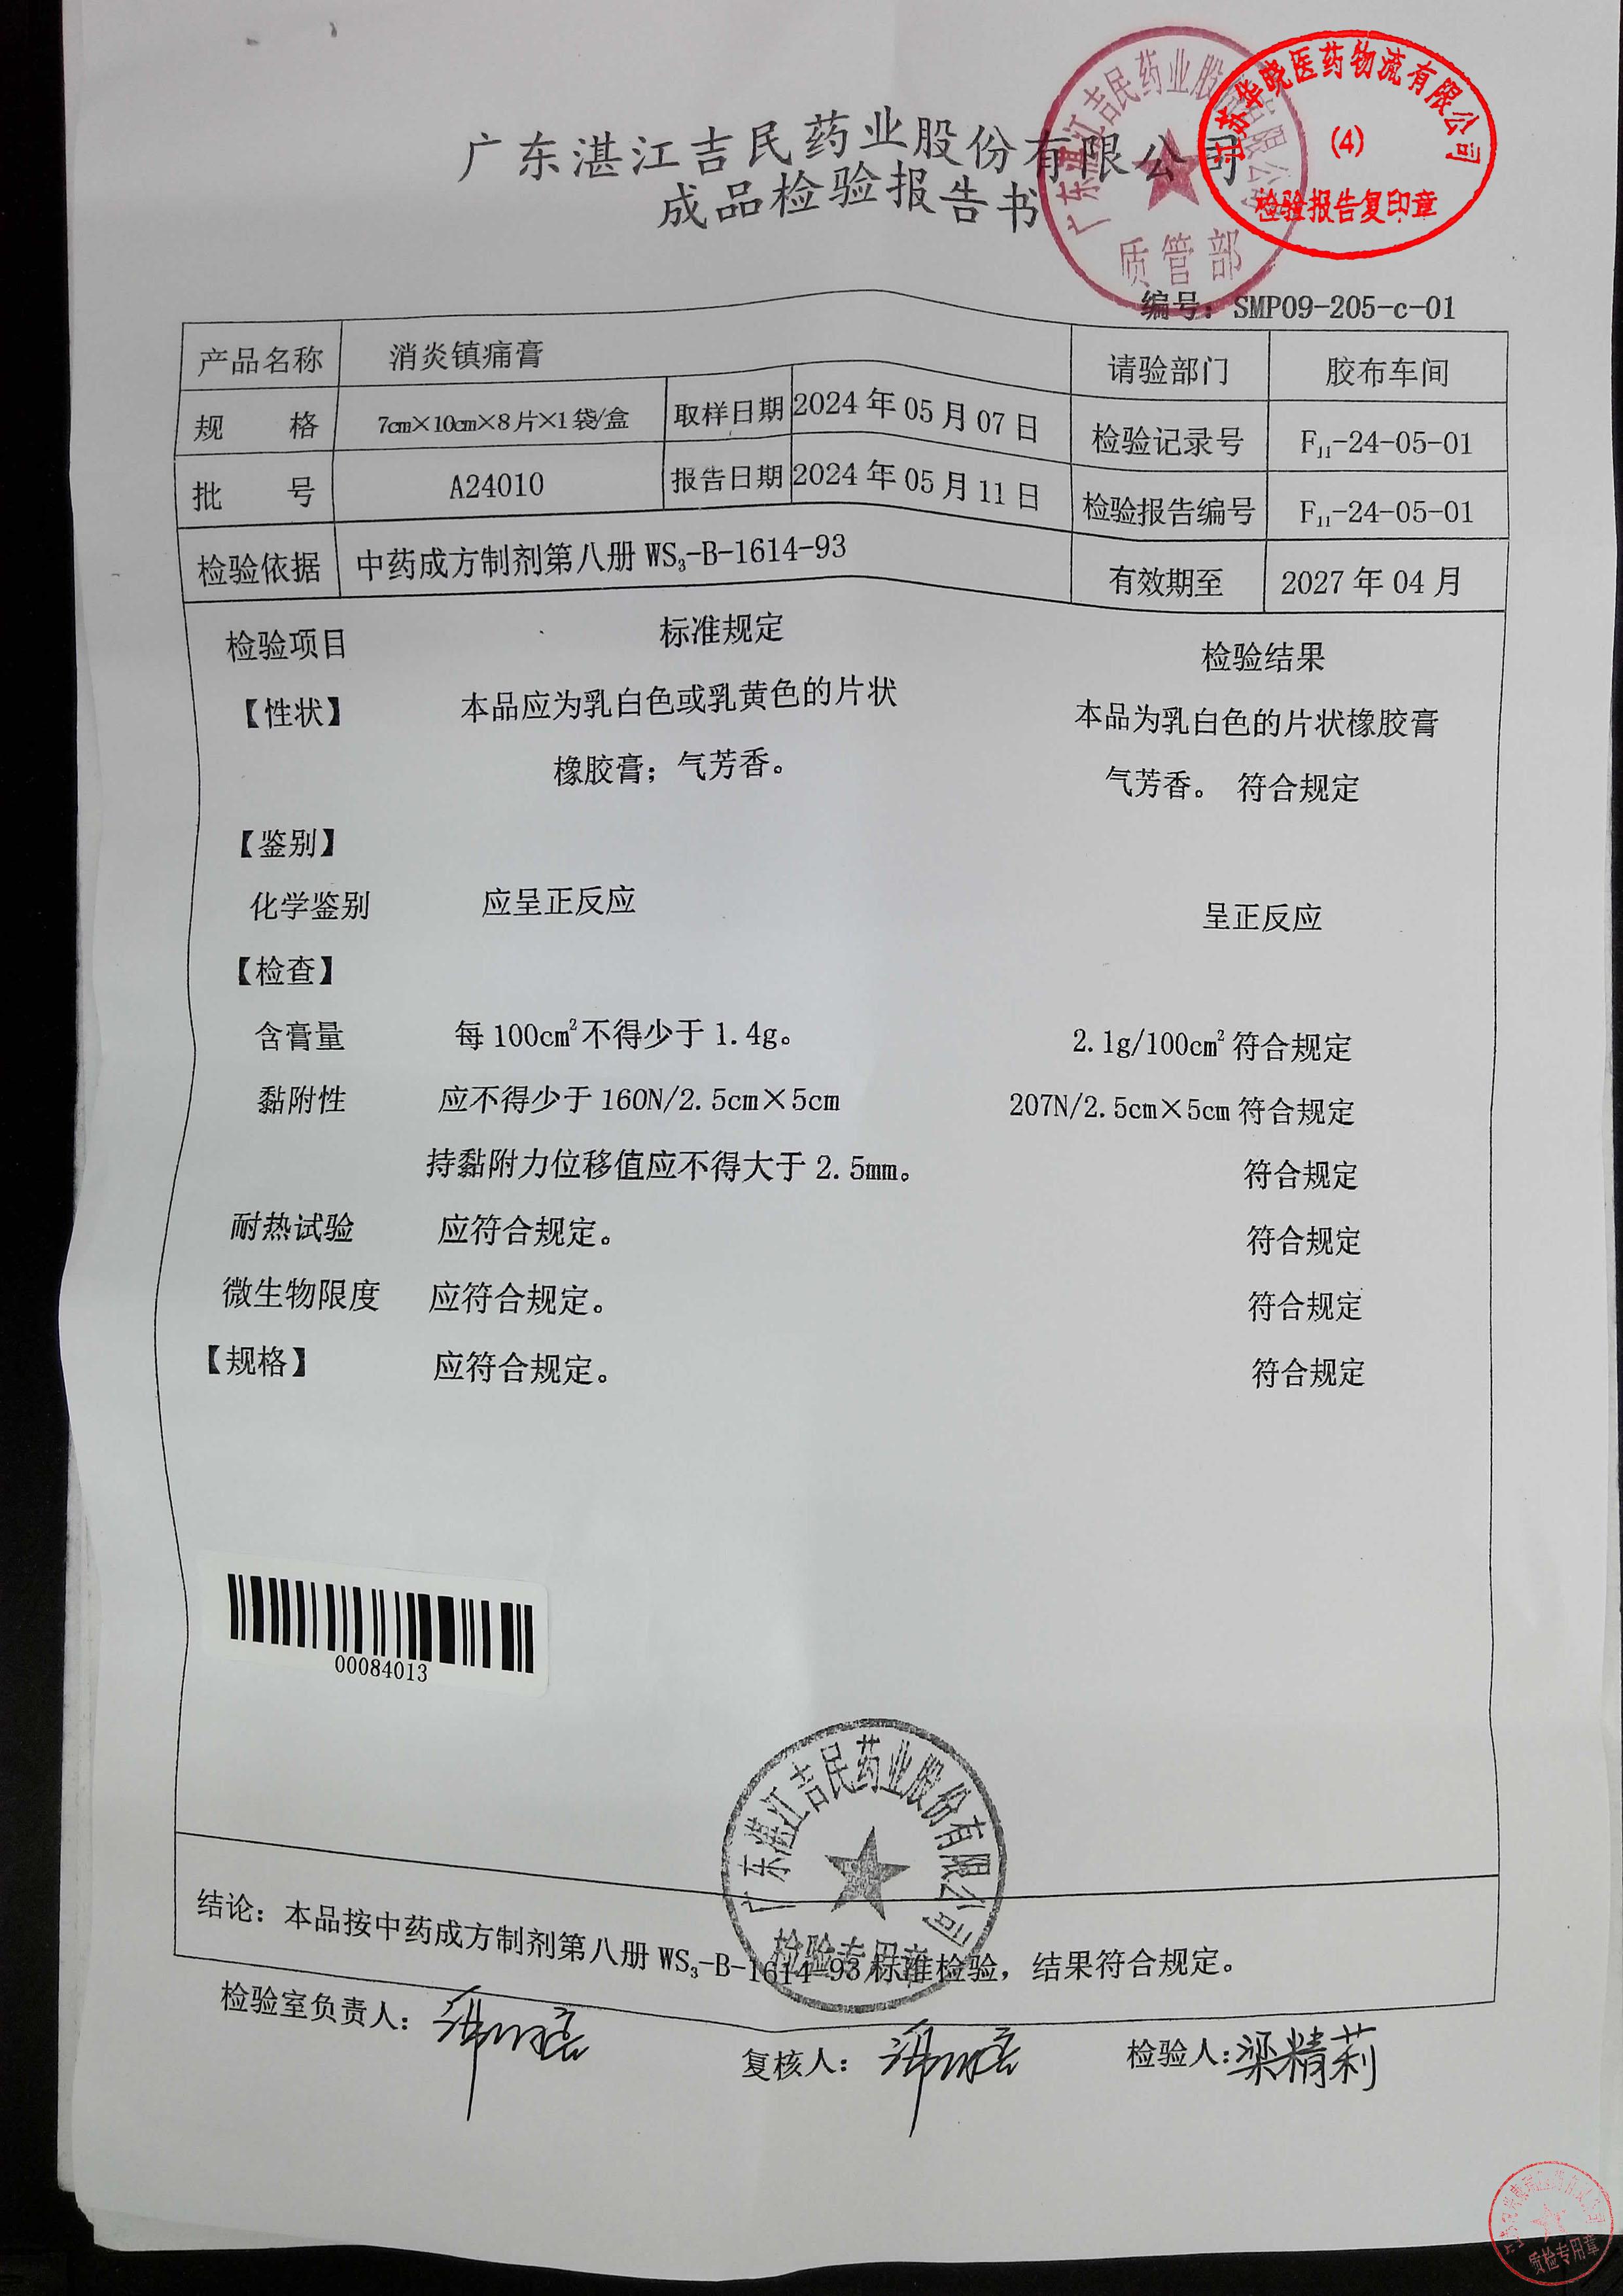 广东湛江吉民药业股份有限公司
成品检验报告书
广东湛江吉民药业股份有限公司
质管部
江苏华晓医药物流有限公司
(4)
检验报告复印章
编号：SMP09-205-c-01
产品名称 消炎镇痛膏 请验部门 胶布车间
规格 7cm×10cm×8片×1袋/盒 取样日期 2024年05月07日 检验记录号 F₁₁-24-05-01
批号 A24010 报告日期 2024年05月11日 检验报告编号 F₁₁-24-05-01
检验依据 中药成方制剂第八册 WS₃-B-1614-93 有效期至 2027年04月
检验项目 标准规定 检验结果
【性状】 本品应为乳白色或乳黄色的片状 本品为乳白色的片状橡胶膏
橡胶膏；气芳香。 气芳香。 符合规定
【鉴别】
化学鉴别 应呈正反应 呈正反应
【检查】
含膏量 每100cm²不得少于1.4g。 2.1g/100cm²符合规定
黏附性 应不得少于160N/2.5cm×5cm 207N/2.5cm×5cm符合规定
持黏附力位移值应不得大于2.5mm。 符合规定
耐热试验 应符合规定。 符合规定
微生物限度 应符合规定。 符合规定
【规格】 应符合规定。 符合规定
00084013
广东湛江吉民药业股份有限公司
检验专用章
结论：本品按中药成方制剂第八册 WS₃-B-1614-93标准检验，结果符合规定。
检验室负责人：
复核人：
检验人：梁精莉
质检专用章